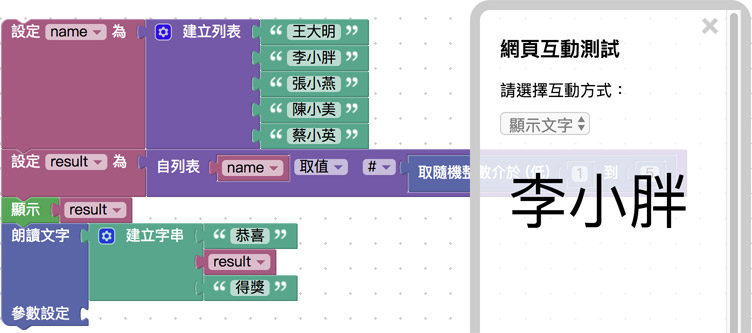 設定 name 為 建立列表 “ 王大明 ”
“ 李小胖 ”
“ 張小燕 ”
“ 陳小美 ”
“ 蔡小英 ”
設定 result 為 自列表 name 取值 # 取隨機整數介於 (低) 1 到 5
顯示 result
朗讀文字 建立字串 “ 恭喜 ”
result
“ 得獎 ”
參數設定
×
網頁互動測試
請選擇互動方式：
顯示文字
李小胖